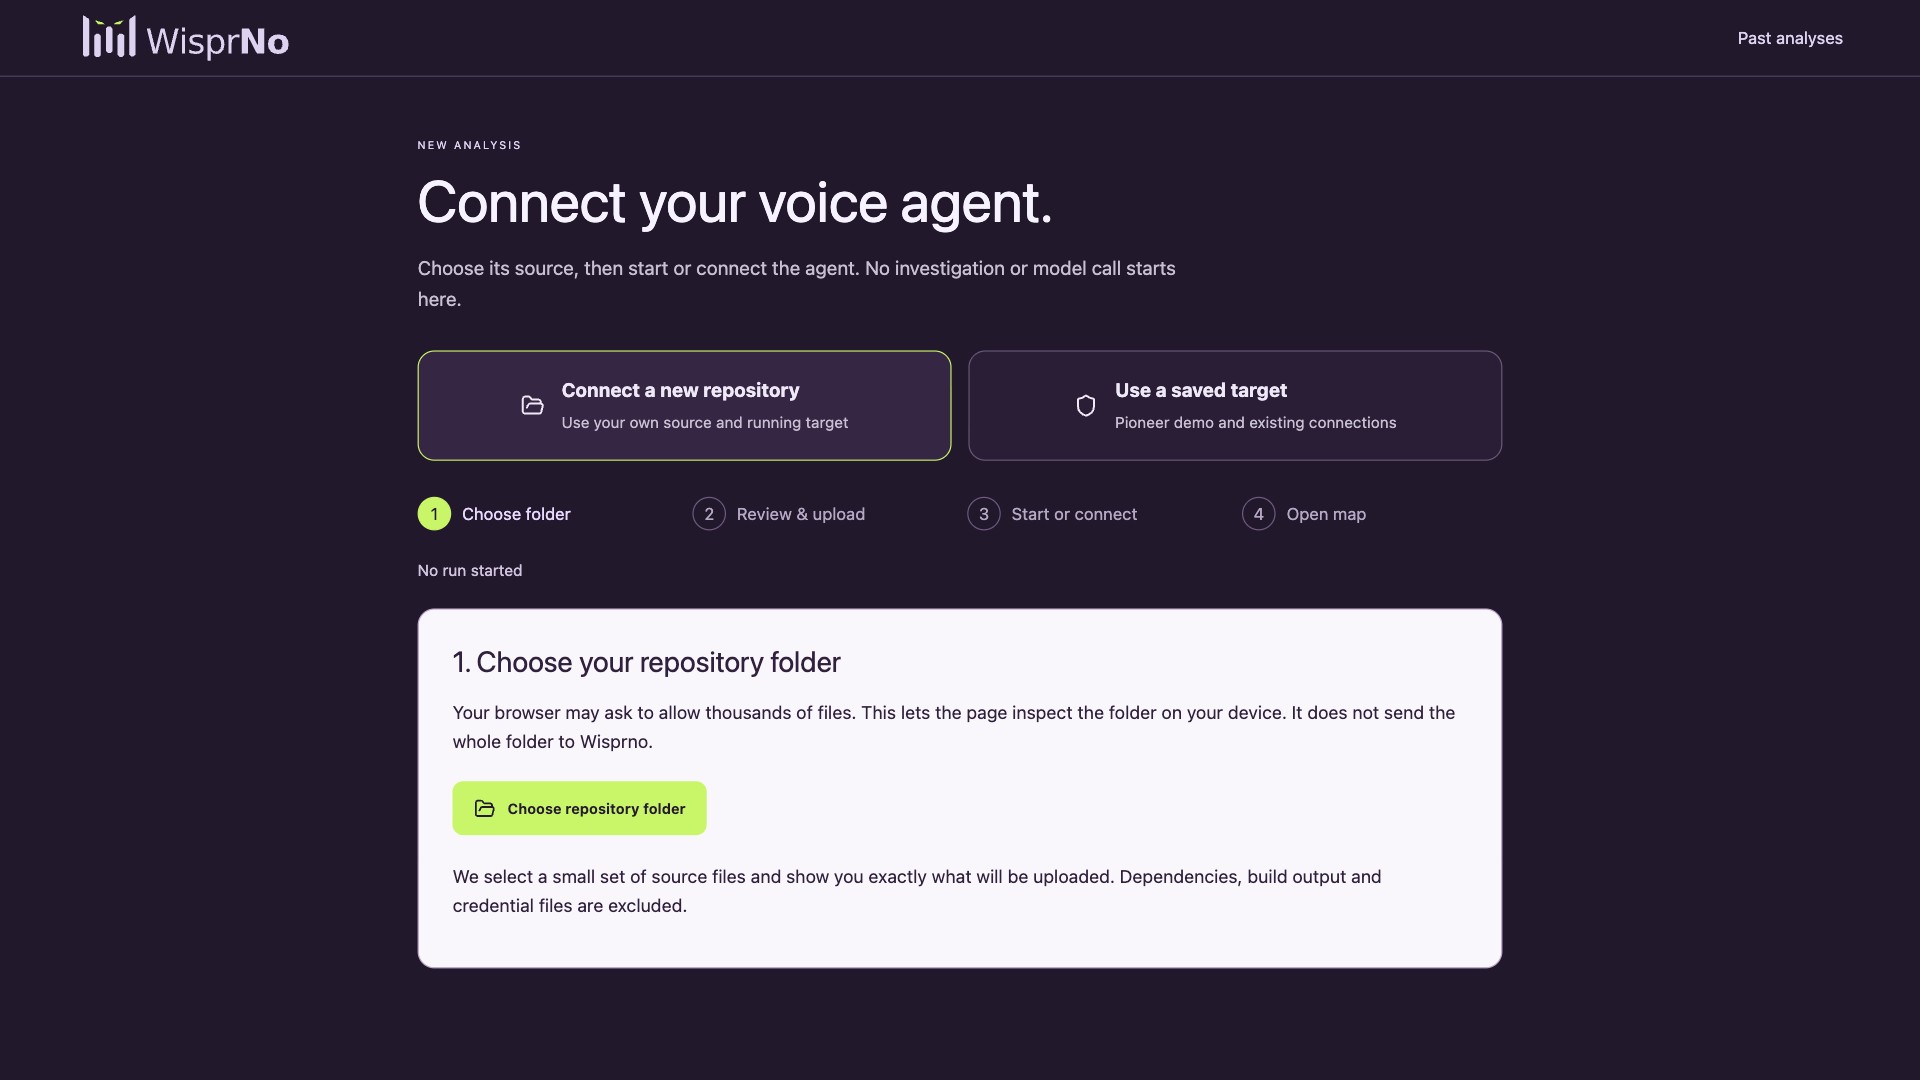 WisprNo
Past analyses
NEW ANALYSIS
Connect your voice agent.
Choose its source, then start or connect the agent. No investigation or model call starts
here.
Connect a new repository
Use your own source and running target
Use a saved target
Pioneer demo and existing connections
1 Choose folder
2 Review & upload
3 Start or connect
4 Open map
No run started
1. Choose your repository folder
Your browser may ask to allow thousands of files. This lets the page inspect the folder on your device. It does not send the
whole folder to Wisprno.
Choose repository folder
We select a small set of source files and show you exactly what will be uploaded. Dependencies, build output and
credential files are excluded.